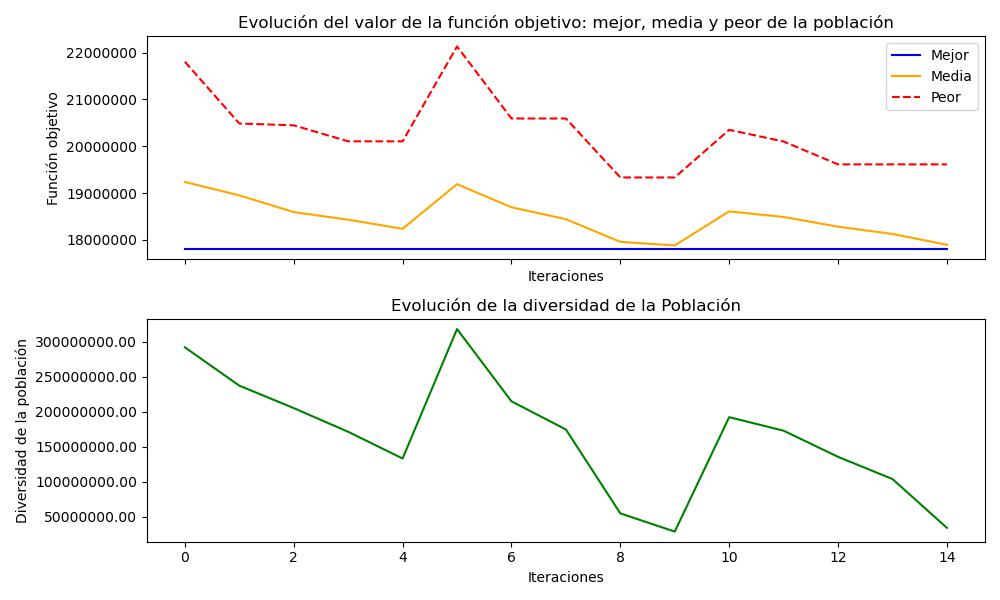 Evolución del valor de la función objetivo: mejor, media y peor de la población
22000000
21000000
20000000
19000000
18000000
Función objetivo
Mejor
Media
Peor
Iteraciones
Evolución de la diversidad de la Población
300000000.00
250000000.00
200000000.00
150000000.00
100000000.00
50000000.00
Diversidad de la población
0 2 4 6 8 10 12 14
Iteraciones